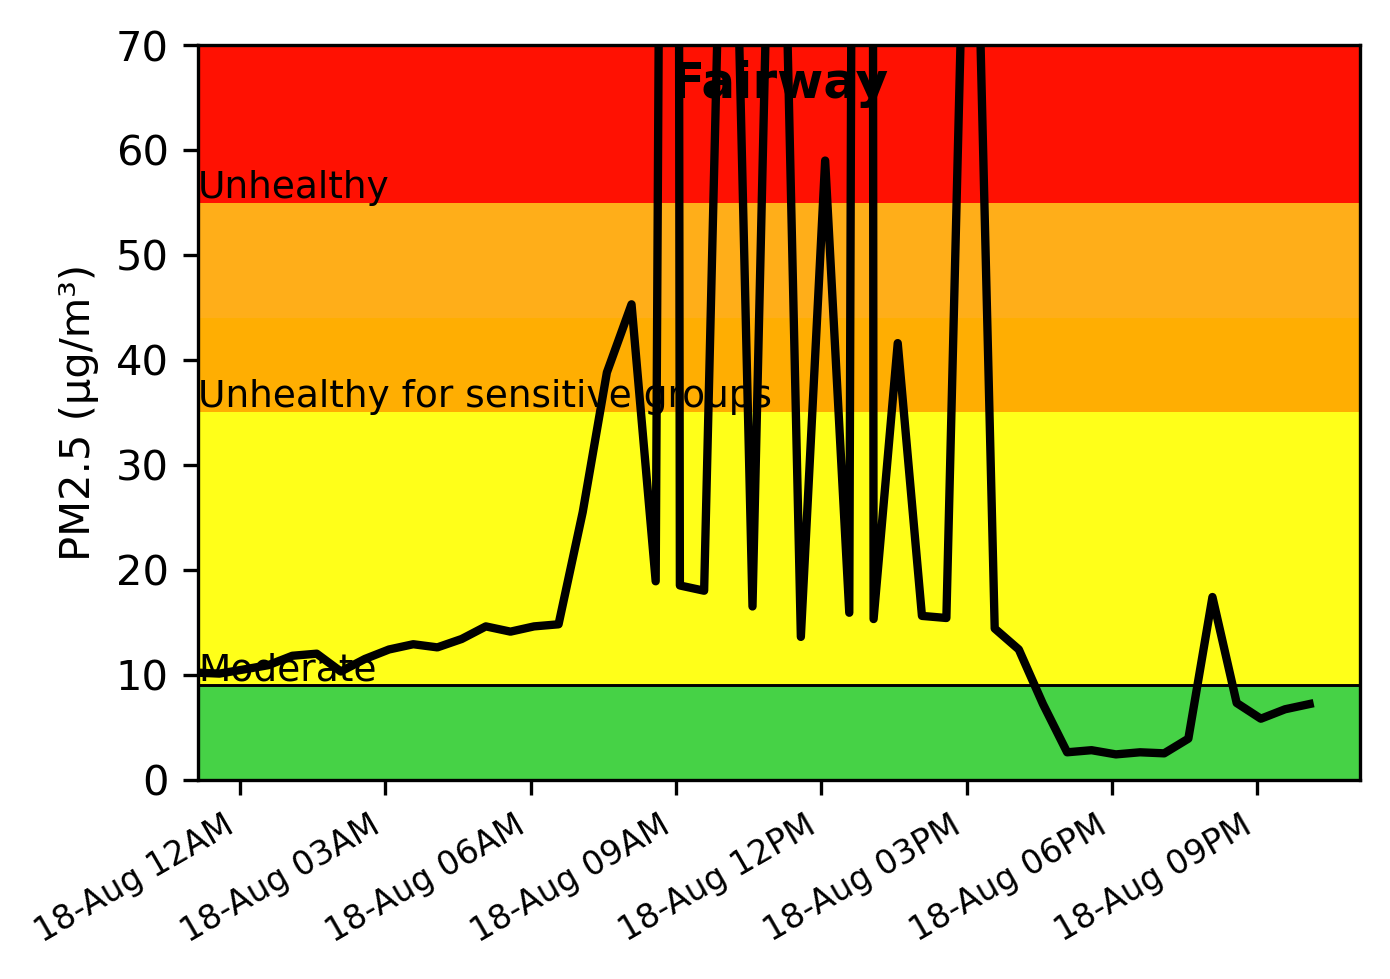 70
Fairway
60
Unhealthy
50
40
Unhealthy for sensitive groups
30
20
10
Moderate
0
PM2.5 (µg/m³)
18-Aug 12AM
18-Aug 03AM
18-Aug 06AM
18-Aug 09AM
18-Aug 12PM
18-Aug 03PM
18-Aug 06PM
18-Aug 09PM